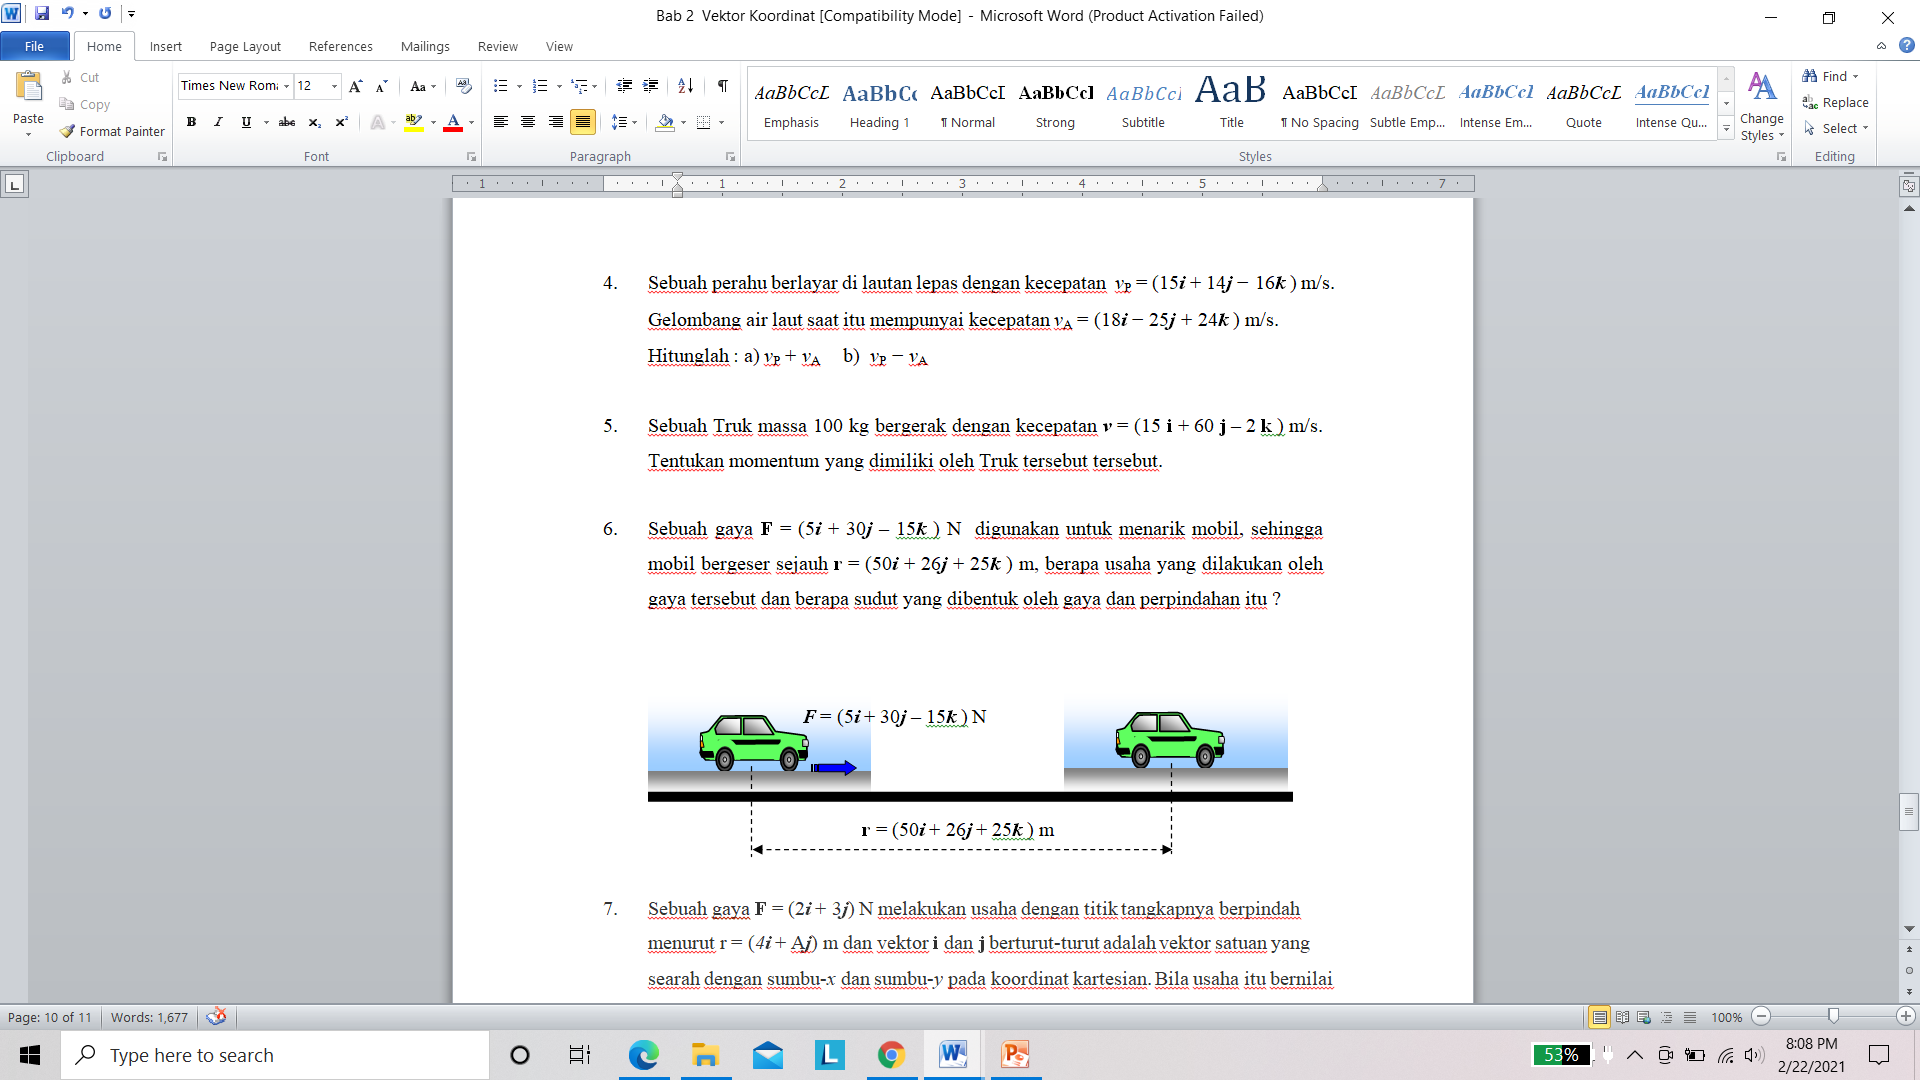 Bab 2  Vektor Koordinat [Compatibility Mode]  -  Microsoft Word (Product Activation Failed)
File Home Insert Page Layout References Mailings Review View
Paste
Cut
Copy
Format Painter
Clipboard
Times New Rom 12
Font
Paragraph
AaBbCcD AaBbCc AaBbCcI AaBbCcI AaBbCcI AaB AaBbCcI AaBbCcD AaBbCcI AaBbCcD AaBbCcI
Emphasis Heading 1 ¶ Normal Strong Subtitle Title ¶ No Spacing Subtle Emp... Intense Em... Quote Intense Qu...
Styles
Change Styles
Find
Replace
Select
Editing
1 1 2 3 4 5 7
4. Sebuah perahu berlayar di lautan lepas dengan kecepatan vP = (15i + 14j − 16k ) m/s.
Gelombang air laut saat itu mempunyai kecepatan vA = (18i − 25j + 24k ) m/s.
Hitunglah : a) vP + vA b) vP − vA
5. Sebuah Truk massa 100 kg bergerak dengan kecepatan v = (15 i + 60 j – 2 k ) m/s.
Tentukan momentum yang dimiliki oleh Truk tersebut tersebut.
6. Sebuah gaya F = (5i + 30j – 15k ) N digunakan untuk menarik mobil, sehingga
mobil bergeser sejauh r = (50i + 26j + 25k ) m, berapa usaha yang dilakukan oleh
gaya tersebut dan berapa sudut yang dibentuk oleh gaya dan perpindahan itu ?
F = (5i + 30j – 15k ) N
r = (50i + 26j + 25k ) m
7. Sebuah gaya F = (2i + 3j) N melakukan usaha dengan titik tangkapnya berpindah
menurut r = (4i + Aj) m dan vektor i dan j berturut-turut adalah vektor satuan yang
searah dengan sumbu-x dan sumbu-y pada koordinat kartesian. Bila usaha itu bernilai
Page: 10 of 11 Words: 1,677 100%
Type here to search
53%
8:08 PM
2/22/2021